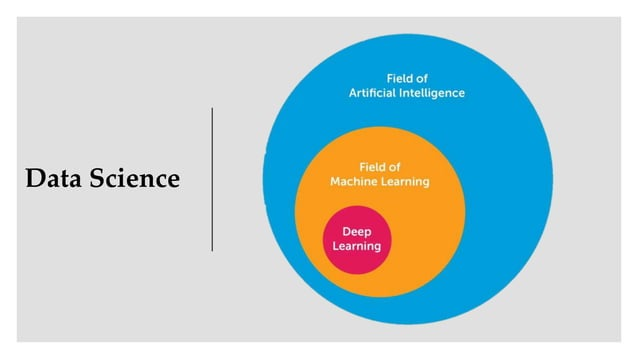 Data Science
Field of
Artificial Intelligence
Field of
Machine Learning
Deep
Learning